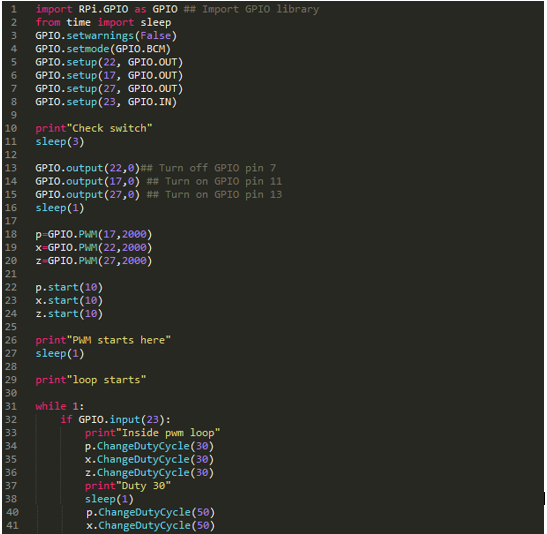 1 import RPi.GPIO as GPIO ## Import GPIO library
2 from time import sleep
3 GPIO.setwarnings(False)
4 GPIO.setmode(GPIO.BCM)
5 GPIO.setup(22, GPIO.OUT)
6 GPIO.setup(17, GPIO.OUT)
7 GPIO.setup(27, GPIO.OUT)
8 GPIO.setup(23, GPIO.IN)
9
10 print"Check switch"
11 sleep(3)
12
13 GPIO.output(22,0)## Turn off GPIO pin 7
14 GPIO.output(17,0) ## Turn on GPIO pin 11
15 GPIO.output(27,0) ## Turn on GPIO pin 13
16 sleep(1)
17
18 p=GPIO.PWM(17,2000)
19 x=GPIO.PWM(22,2000)
20 z=GPIO.PWM(27,2000)
21
22 p.start(10)
23 x.start(10)
24 z.start(10)
25
26 print"PWM starts here"
27 sleep(1)
28
29 print"loop starts"
30
31 while 1:
32 if GPIO.input(23):
33 print"Inside pwm loop"
34 p.ChangeDutyCycle(30)
35 x.ChangeDutyCycle(30)
36 z.ChangeDutyCycle(30)
37 print"Duty 30"
38 sleep(1)
40 p.ChangeDutyCycle(50)
41 x.ChangeDutyCycle(50)